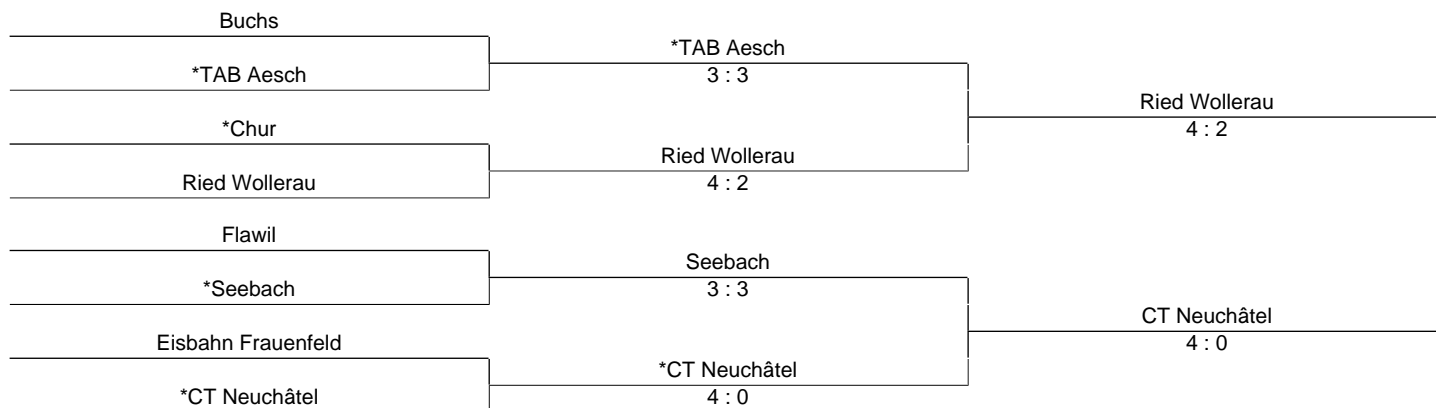 Buchs
*TAB Aesch
3 : 3
*TAB Aesch
Ried Wollerau
4 : 2
*Chur
Ried Wollerau
4 : 2
Ried Wollerau
Flawil
Seebach
3 : 3
*Seebach
CT Neuchâtel
4 : 0
Eisbahn Frauenfeld
*CT Neuchâtel
4 : 0
*CT Neuchâtel